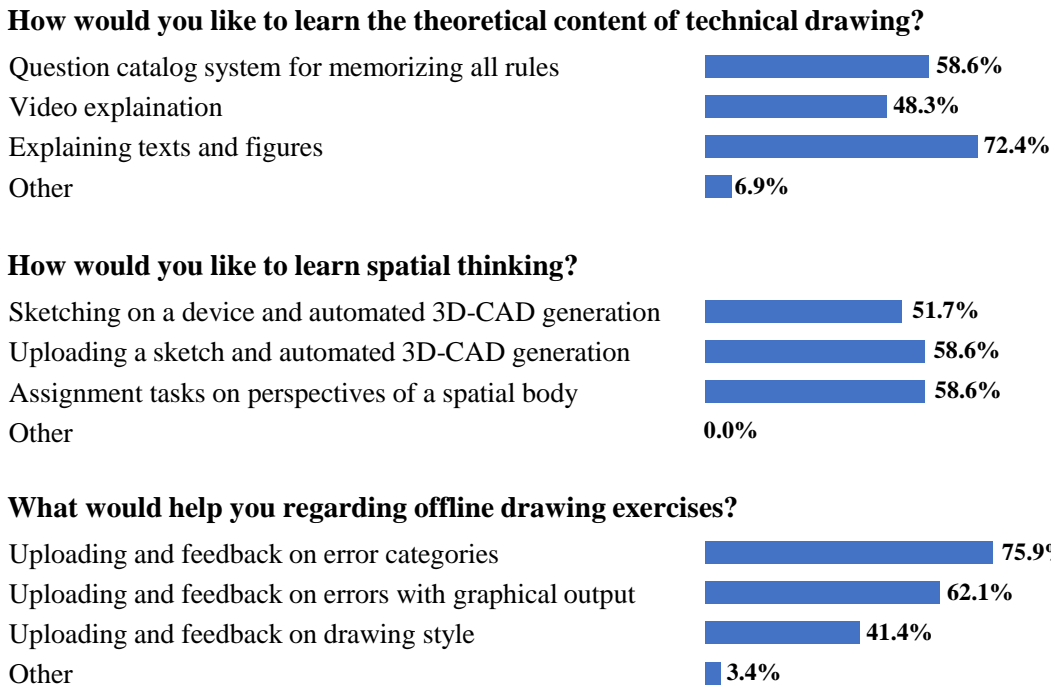 How would you like to learn the theoretical content of technical drawing?
Question catalog system for memorizing all rules 58.6%
Video explaination 48.3%
Explaining texts and figures 72.4%
Other 6.9%
How would you like to learn spatial thinking?
Sketching on a device and automated 3D-CAD generation 51.7%
Uploading a sketch and automated 3D-CAD generation 58.6%
Assignment tasks on perspectives of a spatial body 58.6%
Other 0.0%
What would help you regarding offline drawing exercises?
Uploading and feedback on error categories 75.9%
Uploading and feedback on errors with graphical output 62.1%
Uploading and feedback on drawing style 41.4%
Other 3.4%